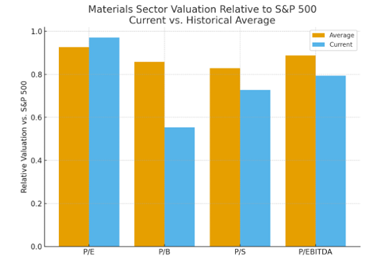 Materials Sector Valuation Relative to S&P 500
Current vs. Historical Average
Average
Current
Relative Valuation vs. S&P 500
1.0
0.8
0.6
0.4
0.2
0.0
P/E P/B P/S P/EBITDA